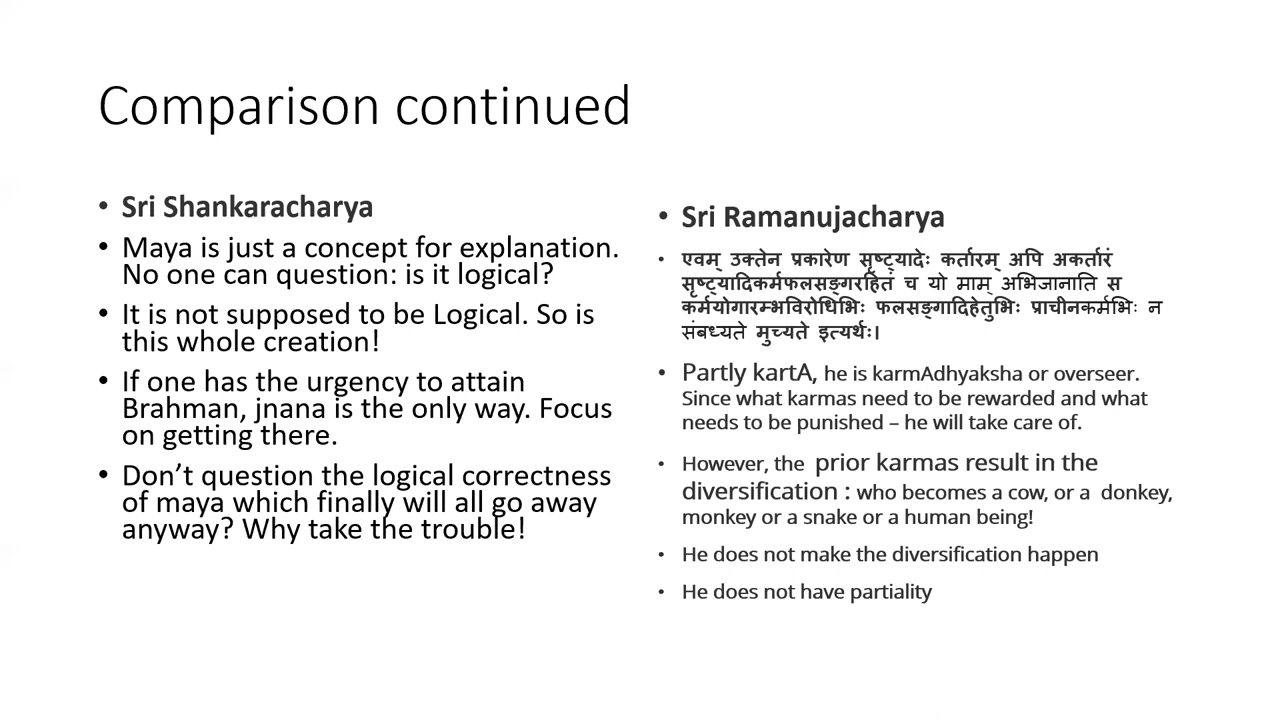 Comparison continued
• Sri Shankaracharya
• Maya is just a concept for explanation.
No one can question: is it logical?
• It is not supposed to be Logical. So is
this whole creation!
• If one has the urgency to attain
Brahman, jnana is the only way. Focus
on getting there.
• Don’t question the logical correctness
of maya which finally will all go away
anyway? Why take the trouble!
• Sri Ramanujacharya
• एवम् उक्तेन प्रकारेण सृष्ट्यादेः कर्तारम् अपि अकर्तारं
सृष्ट्यादिकर्मफलसङ्गरहितं च यो माम् अभिजानाति स
कर्मयोगारम्भविरोधिभिः फलसङ्गादिहेतुभिः प्राचीनकर्मभिः न
संबध्यते मुच्यते इत्यर्थः।
• Partly kartA, he is karmAdhyaksha or overseer.
Since what karmas need to be rewarded and what
needs to be punished – he will take care of.
• However, the prior karmas result in the
diversification : who becomes a cow, or a donkey,
monkey or a snake or a human being!
• He does not make the diversification happen
• He does not have partiality